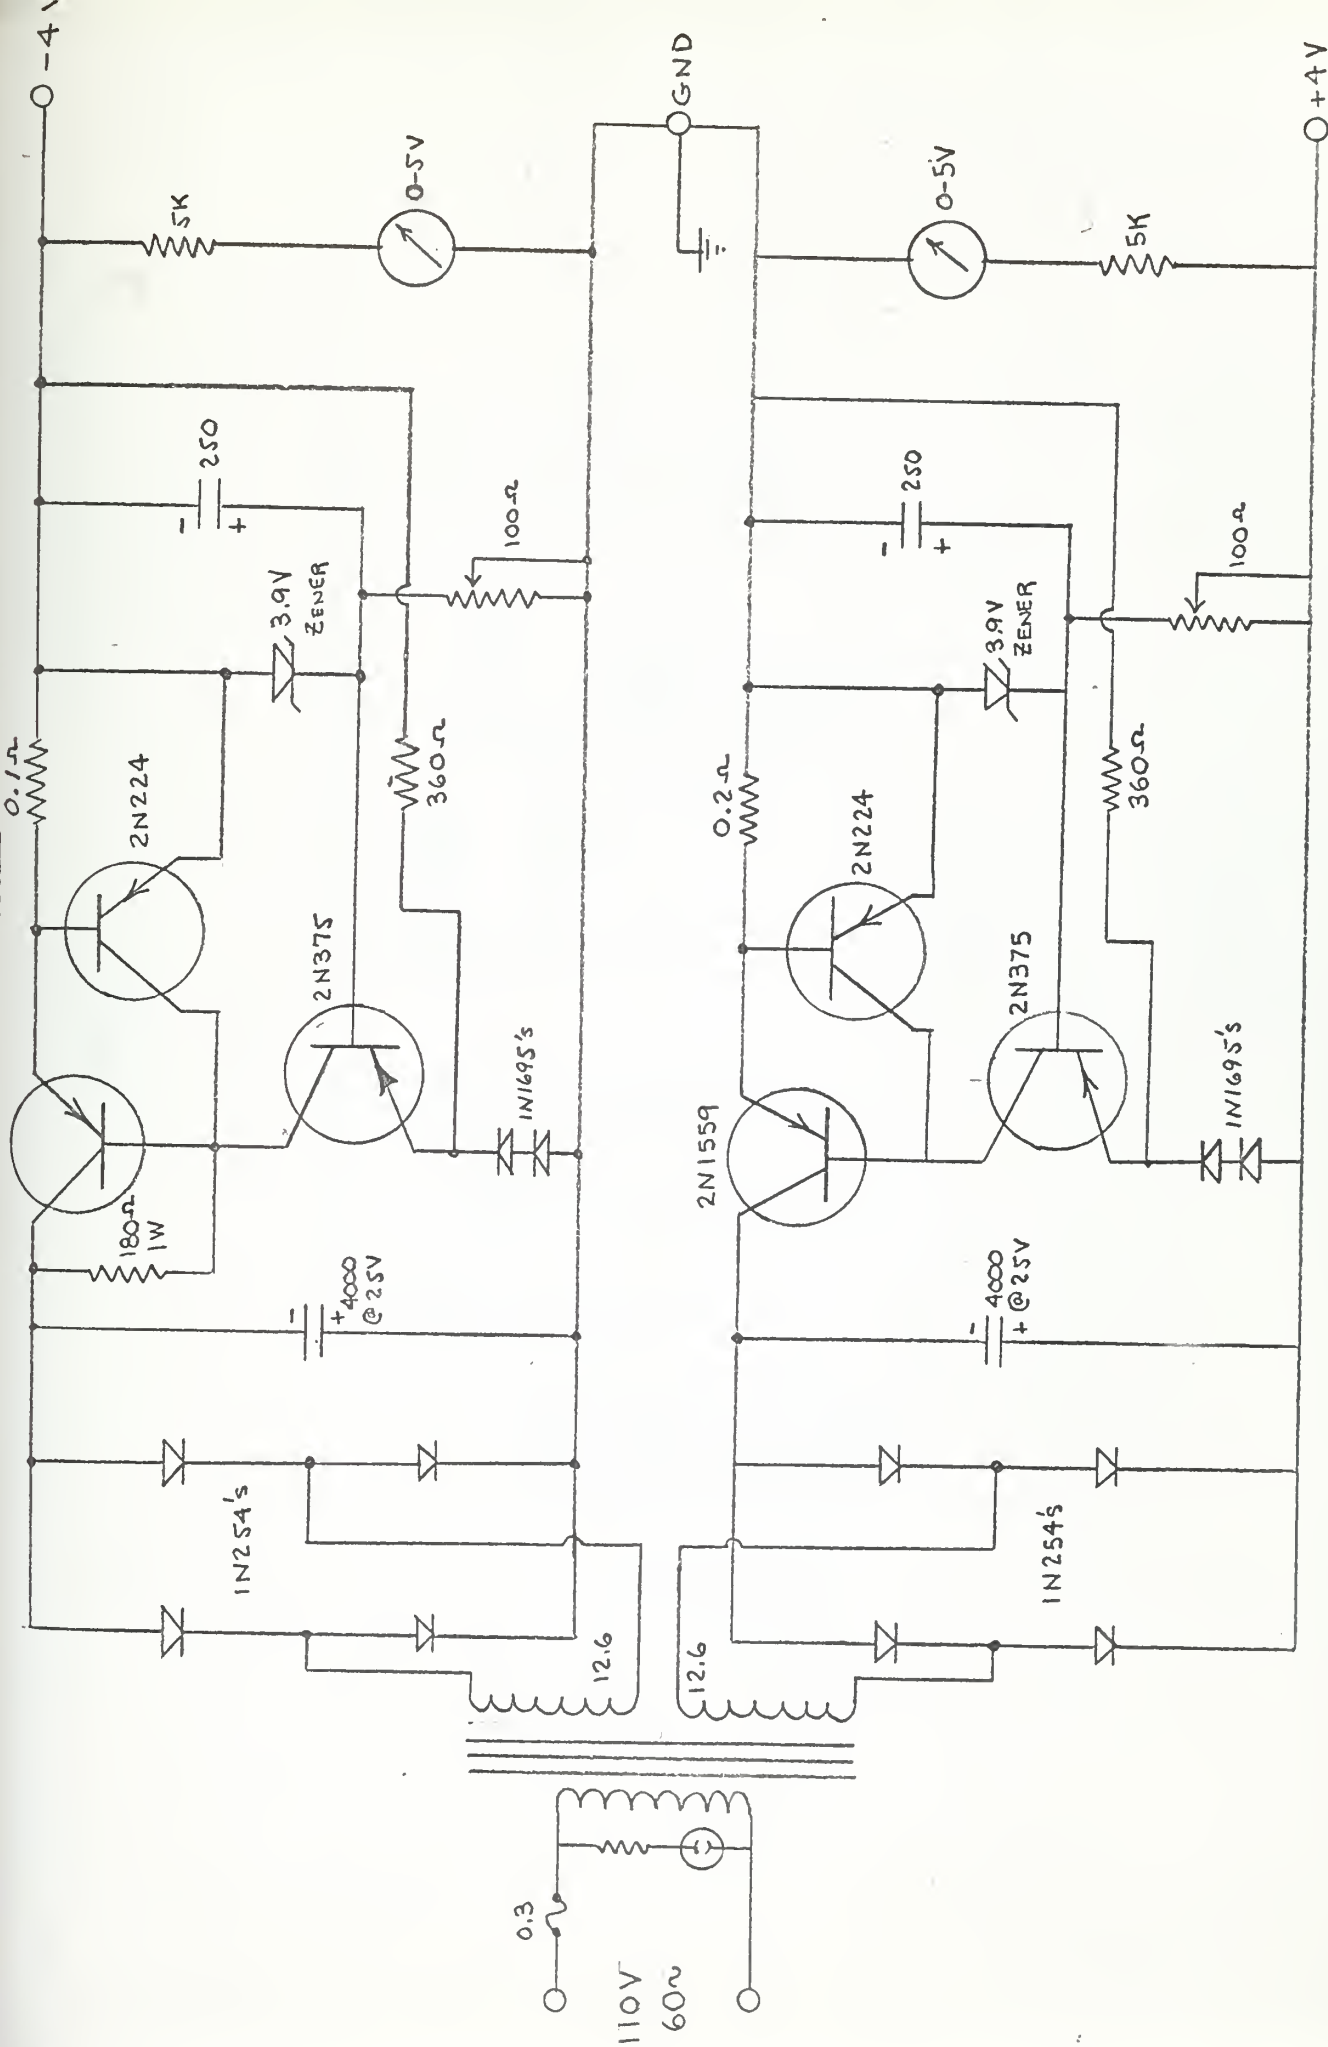 -4V
5K
0-5V
GND
0-5V
5K
+4V
250
-
+
3.9V
ZENER
100Ω
250
-
+
3.9V
ZENER
100Ω
0.1Ω
2N224
360Ω
2N375
1N1695's
0.2Ω
2N224
360Ω
2N375
1N1695's
180Ω
1W
-
+
4000
@25V
2N1559
-
+
4000
@25V
1N254's
12.6
12.6
1N254's
0.3
110V
60~